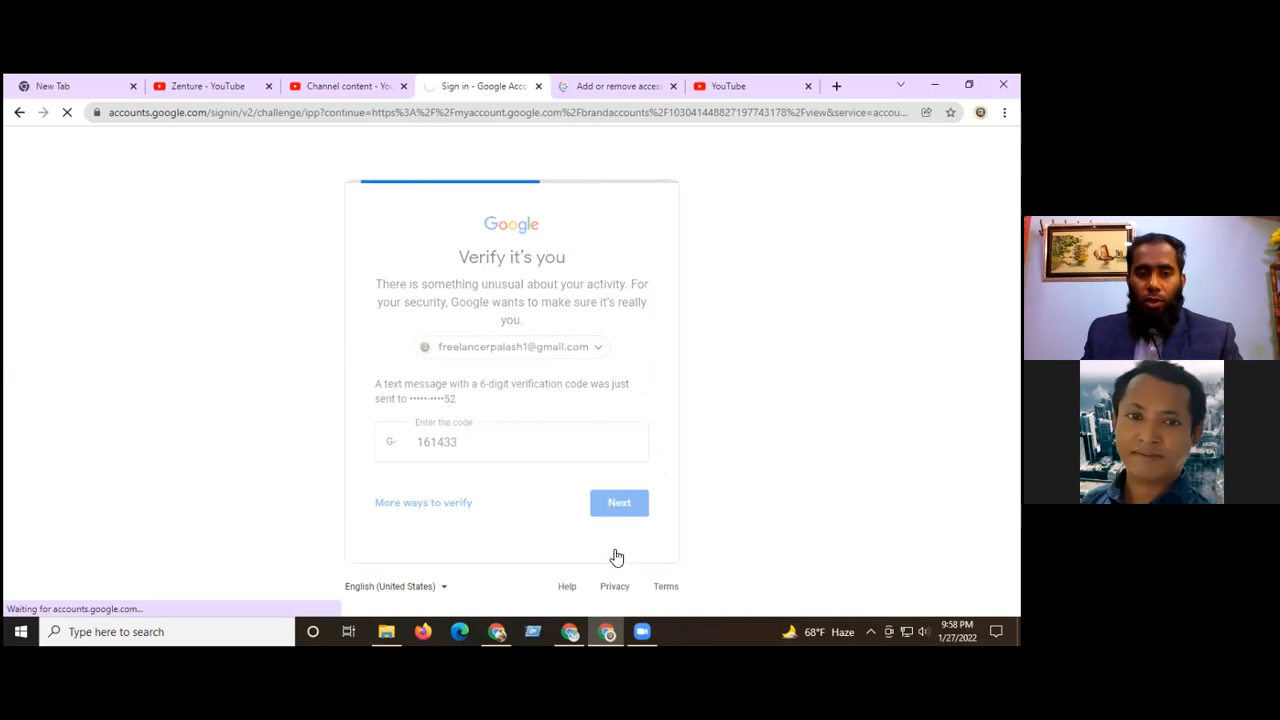 New Tab
Zenture - YouTube
Channel content - You
Sign in - Google Acco
Add or remove acces
YouTube
accounts.google.com/signin/v2/challenge/ipp?continue=https%3A%2F%2Fmyaccount.google.com%2Fbrandaccounts%2F103041448827197743178%2Fview&service=accou...
Google
Verify it's you
There is something unusual about your activity. For
your security, Google wants to make sure it's really
you.
freelancerpalash1@gmail.com
A text message with a 6-digit verification code was just
sent to •••••-••••52
Enter the code
G- 161433
More ways to verify
Next
English (United States)
Help
Privacy
Terms
Waiting for accounts.google.com...
Type here to search
68°F Haze
9:58 PM
1/27/2022